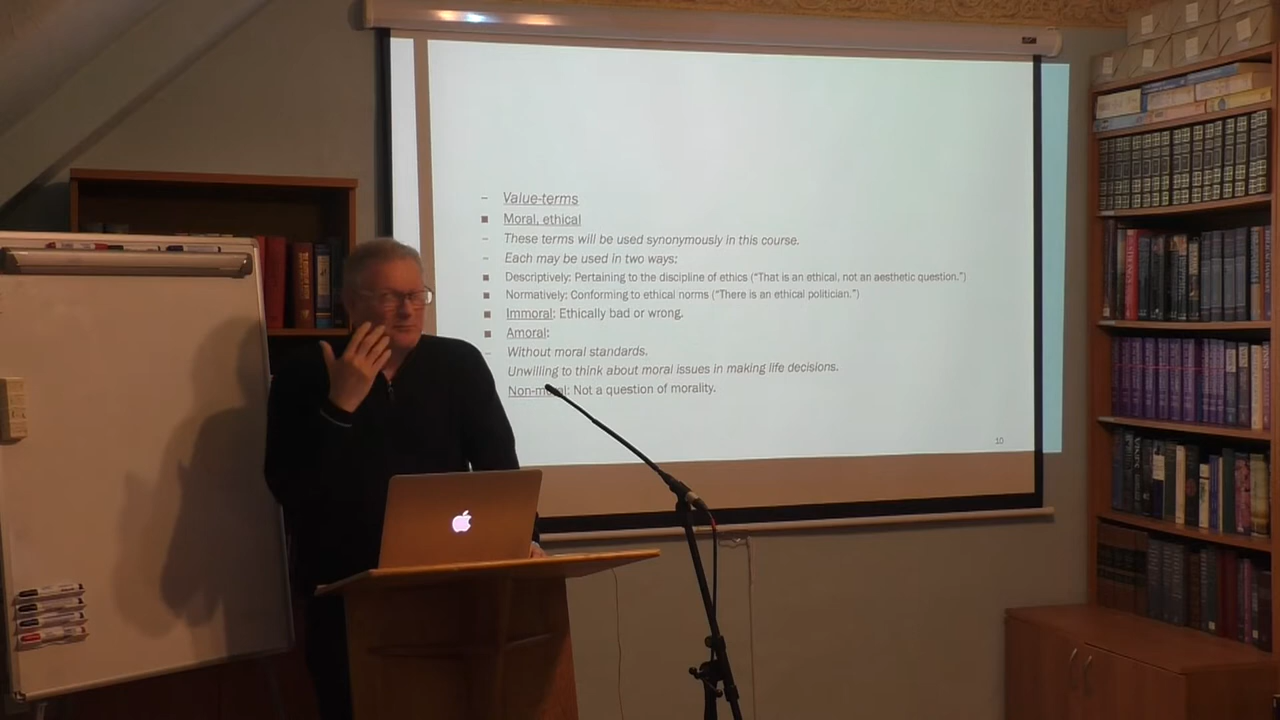 – Value-terms
■ Moral, ethical
– These terms will be used synonymously in this course.
– Each may be used in two ways:
■ Descriptively: Pertaining to the discipline of ethics ("That is an ethical, not an aesthetic question.")
■ Normatively: Conforming to ethical norms ("There is an ethical politician.")
■ Immoral: Ethically bad or wrong.
■ Amoral:
– Without moral standards.
Unwilling to think about moral issues in making life decisions.
Non-moral: Not a question of morality.
10